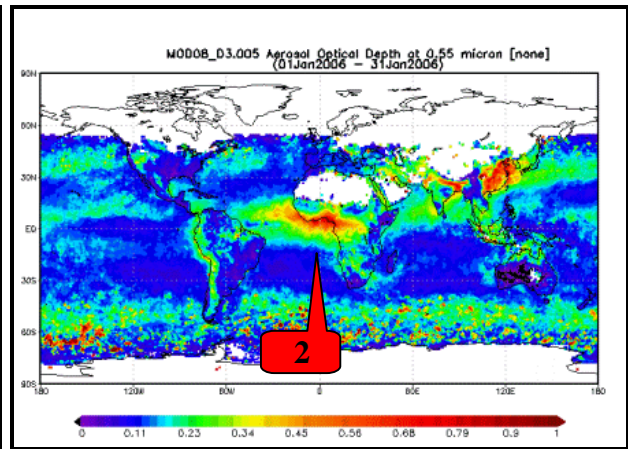 MOD08_D3.005 Aerosol Optical Depth at 0.55 micron [none]
(01Jan2006 - 31Jan2006)
90N
60N
30N
EQ
30S
60S
90S
180 120W 60W 0 60E 120E 180
2
0 0.11 0.23 0.34 0.45 0.56 0.68 0.79 0.9 1